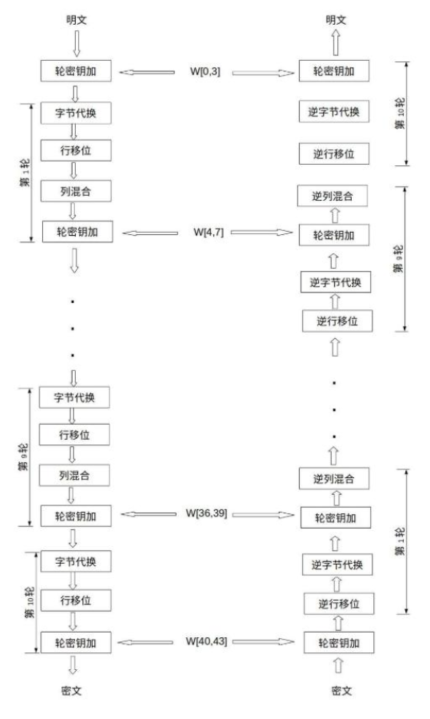 明文
轮密钥加
第1轮
字节代换
行移位
列混合
轮密钥加
第9轮
字节代换
行移位
列混合
轮密钥加
第10轮
字节代换
行移位
轮密钥加
密文
W[0,3]
W[4,7]
W[36,39]
W[40,43]
明文
轮密钥加
逆字节代换
逆行移位
第10轮
逆列混合
轮密钥加
逆字节代换
逆行移位
第9轮
逆列混合
轮密钥加
逆字节代换
逆行移位
第1轮
轮密钥加
密文